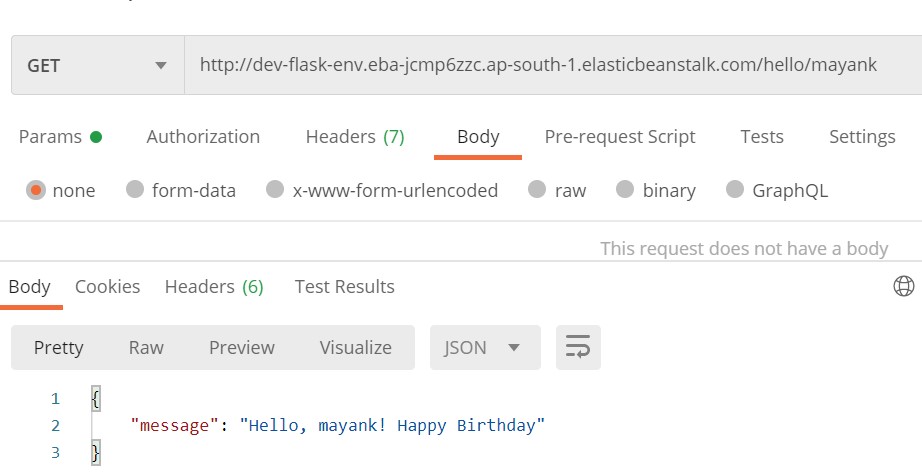 GET http://dev-flask-env.eba-jcmp6zzc.ap-south-1.elasticbeanstalk.com/hello/mayank
Params Authorization Headers (7) Body Pre-request Script Tests Settings
none form-data x-www-form-urlencoded raw binary GraphQL
This request does not have a body
Body Cookies Headers (6) Test Results
Pretty Raw Preview Visualize JSON
1 {
2 "message": "Hello, mayank! Happy Birthday"
3 }